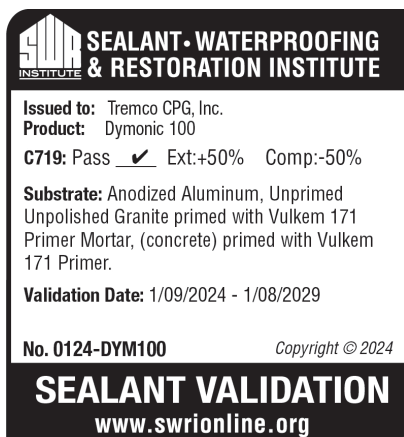 SWR
INSTITUTE
SEALANT • WATERPROOFING
& RESTORATION INSTITUTE
Issued to: Tremco CPG, Inc.
Product: Dymonic 100
C719: Pass ✔ Ext:+50% Comp:-50%
Substrate: Anodized Aluminum, Unprimed
Unpolished Granite primed with Vulkem 171
Primer Mortar, (concrete) primed with Vulkem
171 Primer.
Validation Date: 1/09/2024 - 1/08/2029
No. 0124-DYM100 Copyright © 2024
SEALANT VALIDATION
www.swrionline.org